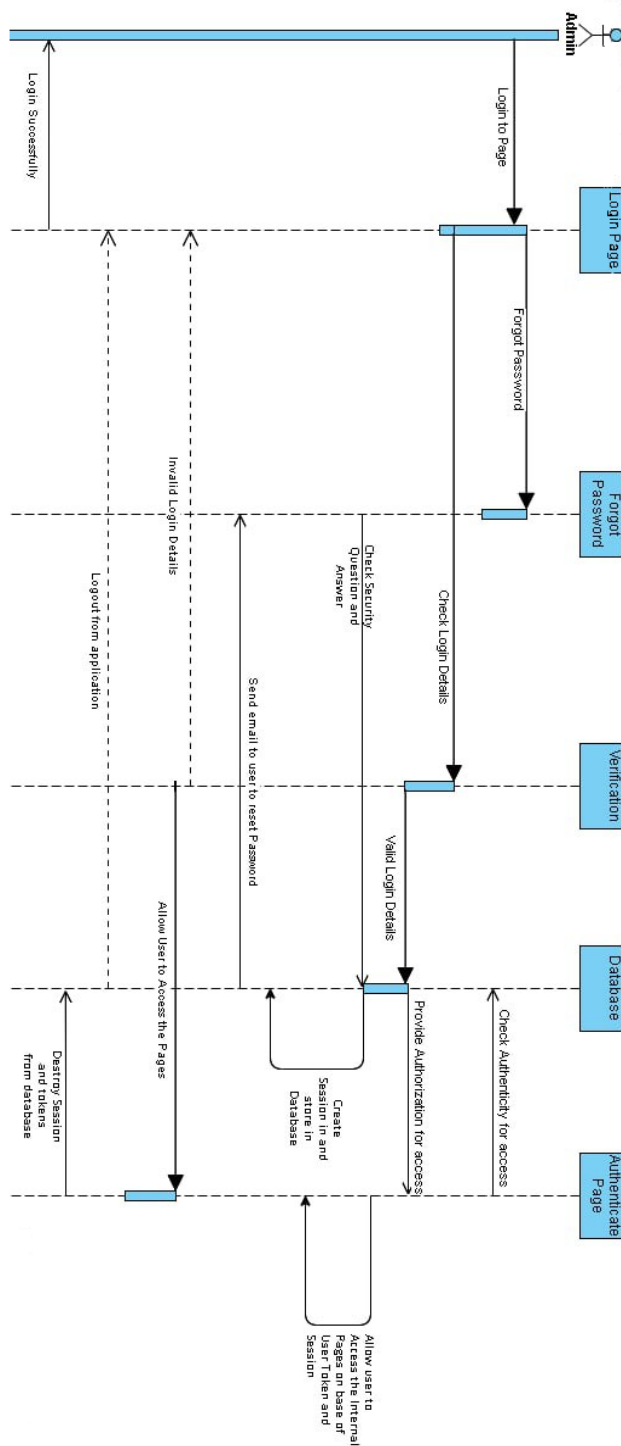 Admin
Login Page
Forgot
Password
Verification
Database
Authenticate
Page
Login to Page
Forgot Password
Check Authenticity for access
Check Login Details
Valid Login Details
Provide Authorization for access
Check Security
Question and
Answer
Allow user to
Access the Internal
Pages on base of
User Token and
Session
Create
Session in and
store in
Database
Send email to user to reset Password
Invalid Login Details
Allow User to Access the Pages
Logout from application
Destroy Session
and tokens
from database
Login Successfully